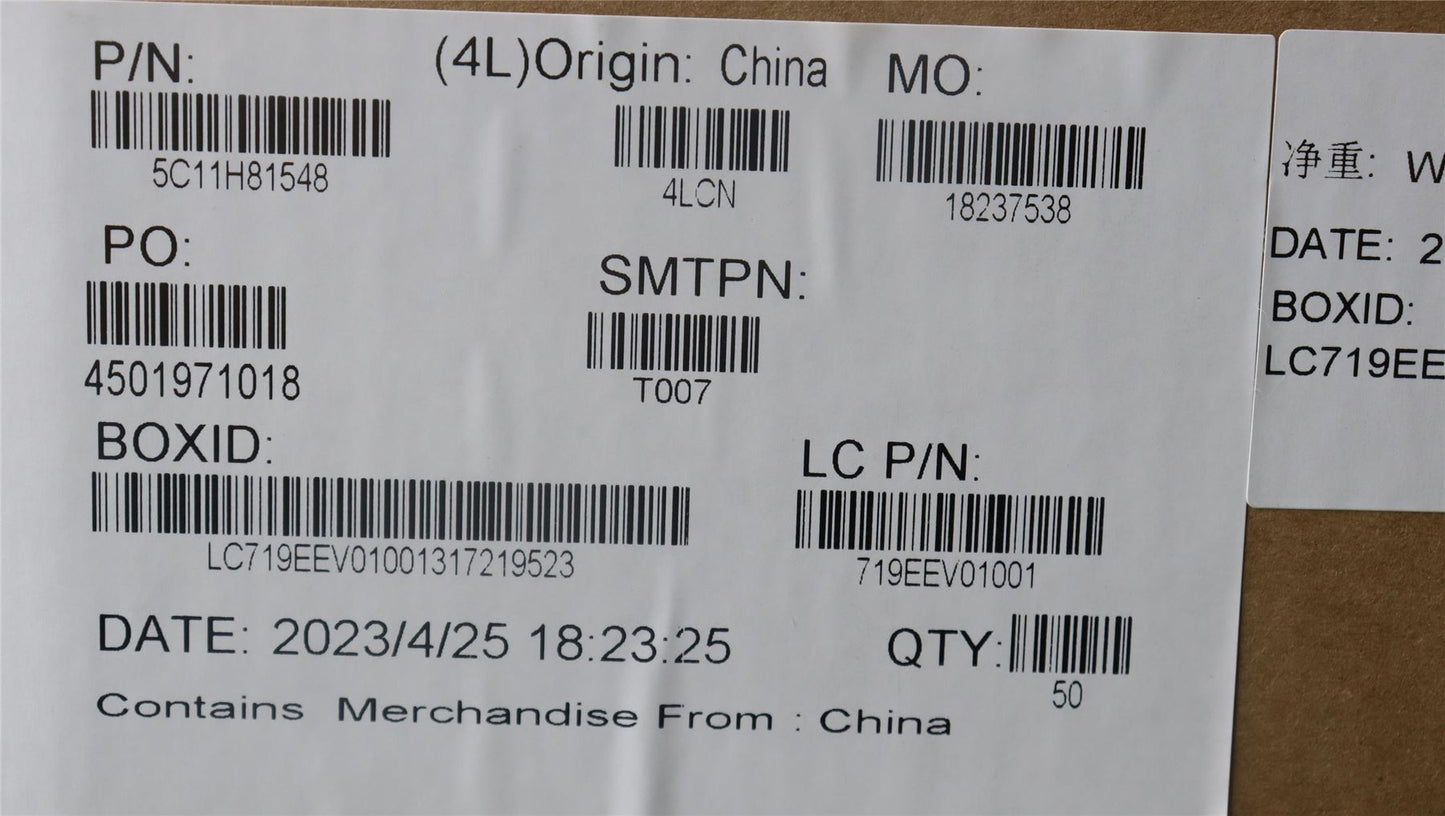 P/N: (4L)Origin: China MO:
5C11H81548 4LCN 18237538
PO: SMTPN:
4501971018 T007
BOXID: LC P/N:
LC719EEV01001317219523 719EEV01001
DATE: 2023/4/25 18:23:25 QTY:
50
Contains Merchandise From : China
净重: W
DATE: 2
BOXID:
LC719EE